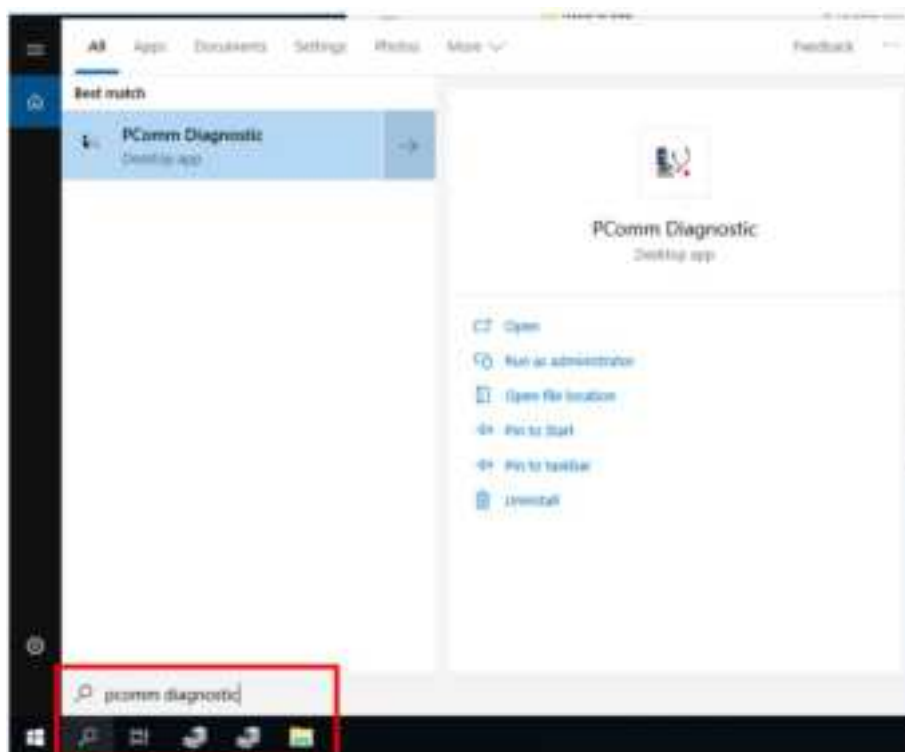 All Apps Documents Settings Photos More Feedback ...
Best match
PComm Diagnostic
Desktop app
PComm Diagnostic
Desktop app
Open
Run as administrator
Open file location
Pin to Start
Pin to taskbar
Uninstall
pcomm diagnostic